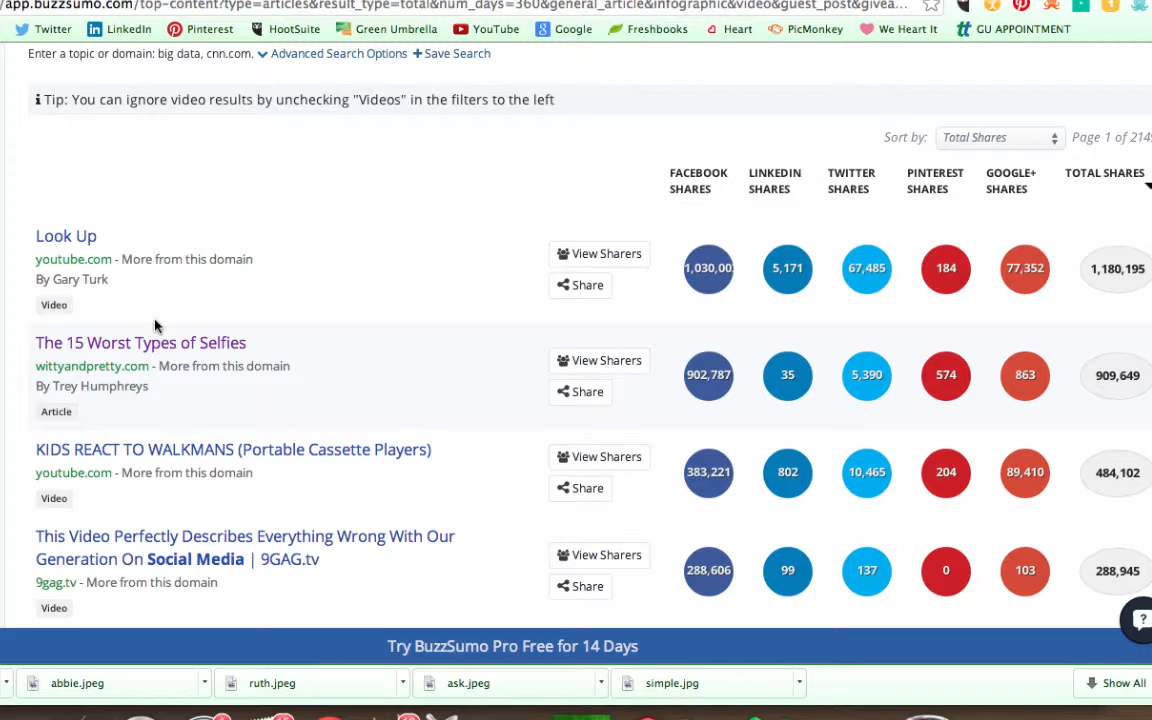 /app.buzzsumo.com/top-content?type=articles&result_type=total&num_days=360&general_article&infographic&video&guest_post&givea...
Twitter LinkedIn Pinterest HootSuite Green Umbrella YouTube Google Freshbooks Heart PicMonkey We Heart It GU APPOINTMENT
Enter a topic or domain: big data, cnn.com. Advanced Search Options + Save Search
Tip: You can ignore video results by unchecking "Videos" in the filters to the left
Sort by: Total Shares Page 1 of 2149
FACEBOOK SHARES LINKEDIN SHARES TWITTER SHARES PINTEREST SHARES GOOGLE+ SHARES TOTAL SHARES
Look Up
youtube.com - More from this domain
By Gary Turk
Video
View Sharers
Share
1,030,00 5,171 67,485 184 77,352 1,180,195
The 15 Worst Types of Selfies
wittyandpretty.com - More from this domain
By Trey Humphreys
Article
View Sharers
Share
902,787 35 5,390 574 863 909,649
KIDS REACT TO WALKMANS (Portable Cassette Players)
youtube.com - More from this domain
Video
View Sharers
Share
383,221 802 10,465 204 89,410 484,102
This Video Perfectly Describes Everything Wrong With Our
Generation On Social Media | 9GAG.tv
9gag.tv - More from this domain
Video
View Sharers
Share
288,606 99 137 0 103 288,945
Try BuzzSumo Pro Free for 14 Days
abbie.jpeg ruth.jpeg ask.jpeg simple.jpg Show All